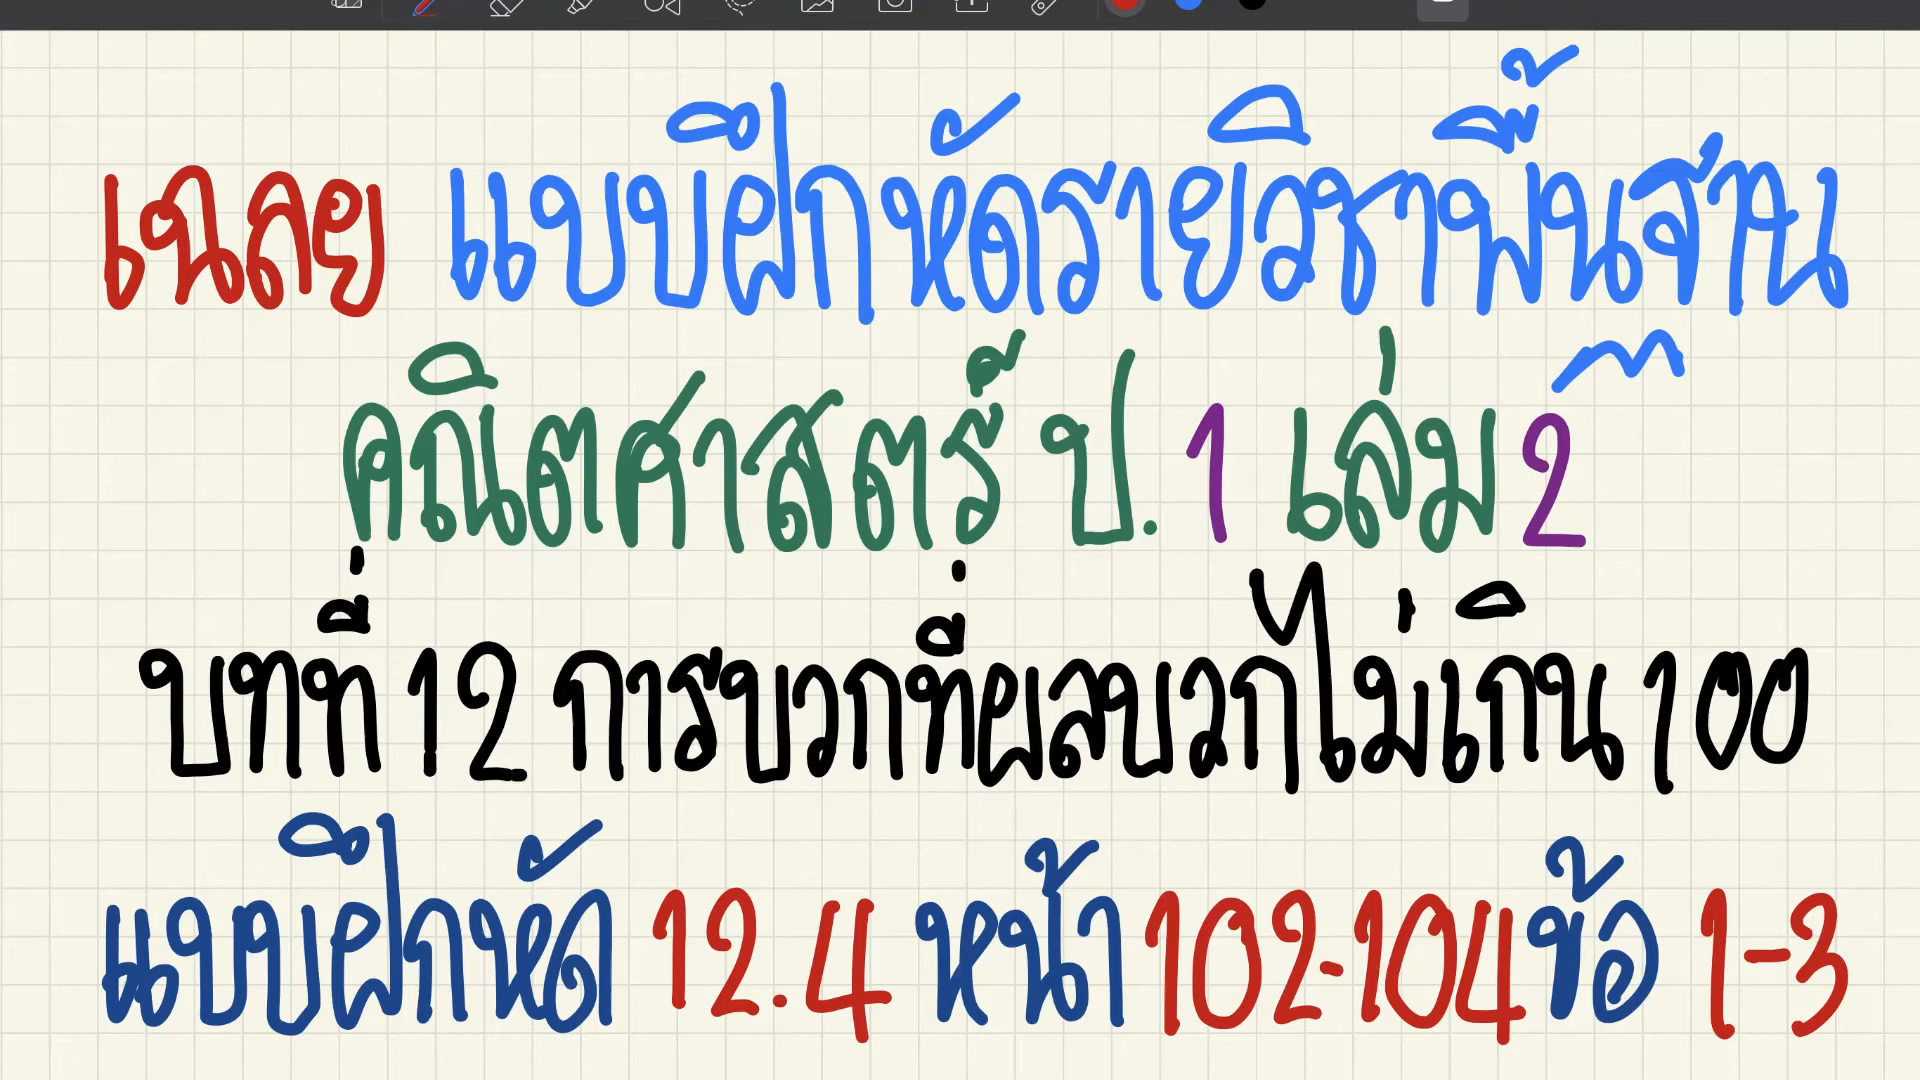 เฉลย แบบฝึกหัดรายวิชาพื้นฐาน
คณิตศาสตร์ ป. 1 เล่ม 2
บทที่ 12 การบวกที่ผลบวกไม่เกิน 100
แบบฝึกหัด 12.4 หน้า 102-104 ข้อ 1-3